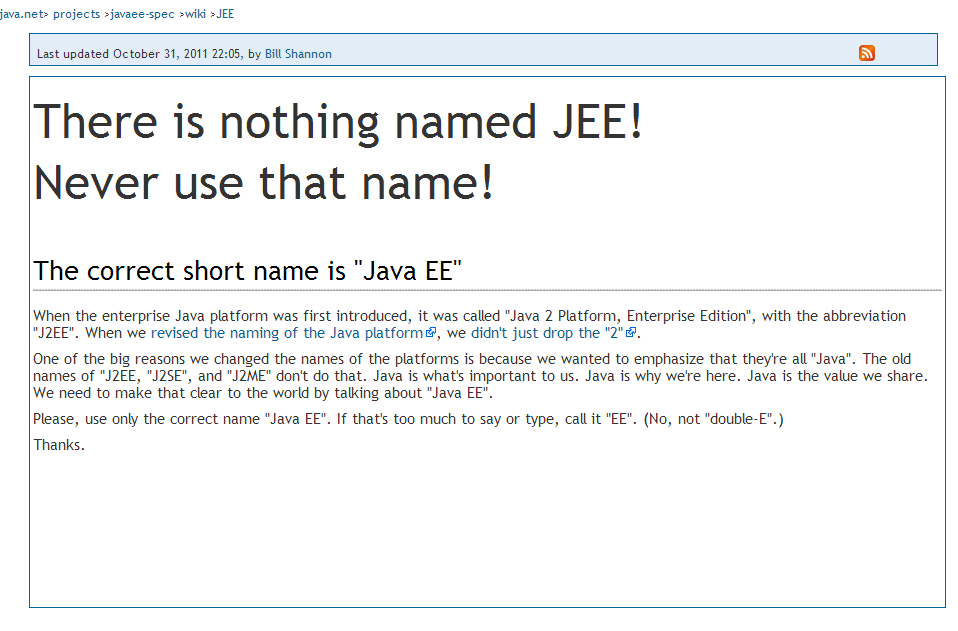 java.net> projects >javaee-spec >wiki >JEE
Last updated October 31, 2011 22:05, by Bill Shannon
There is nothing named JEE!
Never use that name!
The correct short name is "Java EE"
When the enterprise Java platform was first introduced, it was called "Java 2 Platform, Enterprise Edition", with the abbreviation
"J2EE". When we revised the naming of the Java platform, we didn't just drop the "2".
One of the big reasons we changed the names of the platforms is because we wanted to emphasize that they're all "Java". The old
names of "J2EE, "J2SE", and "J2ME" don't do that. Java is what's important to us. Java is why we're here. Java is the value we share.
We need to make that clear to the world by talking about "Java EE".
Please, use only the correct name "Java EE". If that's too much to say or type, call it "EE". (No, not "double-E".)
Thanks.